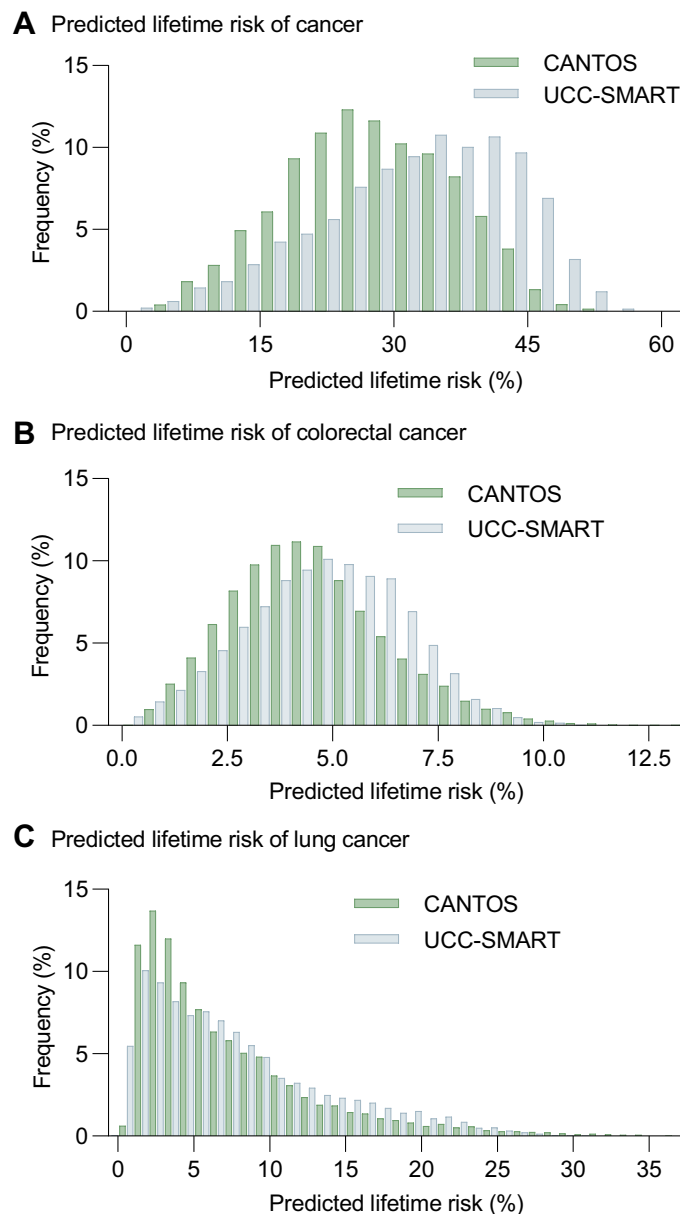 A Predicted lifetime risk of cancer
CANTOS
UCC-SMART
15
10
5
0
Frequency (%)
0 15 30 45 60
Predicted lifetime risk (%)
B Predicted lifetime risk of colorectal cancer
CANTOS
UCC-SMART
15
10
5
0
Frequency (%)
0.0 2.5 5.0 7.5 10.0 12.5
Predicted lifetime risk (%)
C Predicted lifetime risk of lung cancer
CANTOS
UCC-SMART
15
10
5
0
Frequency (%)
0 5 10 15 20 25 30 35
Predicted lifetime risk (%)